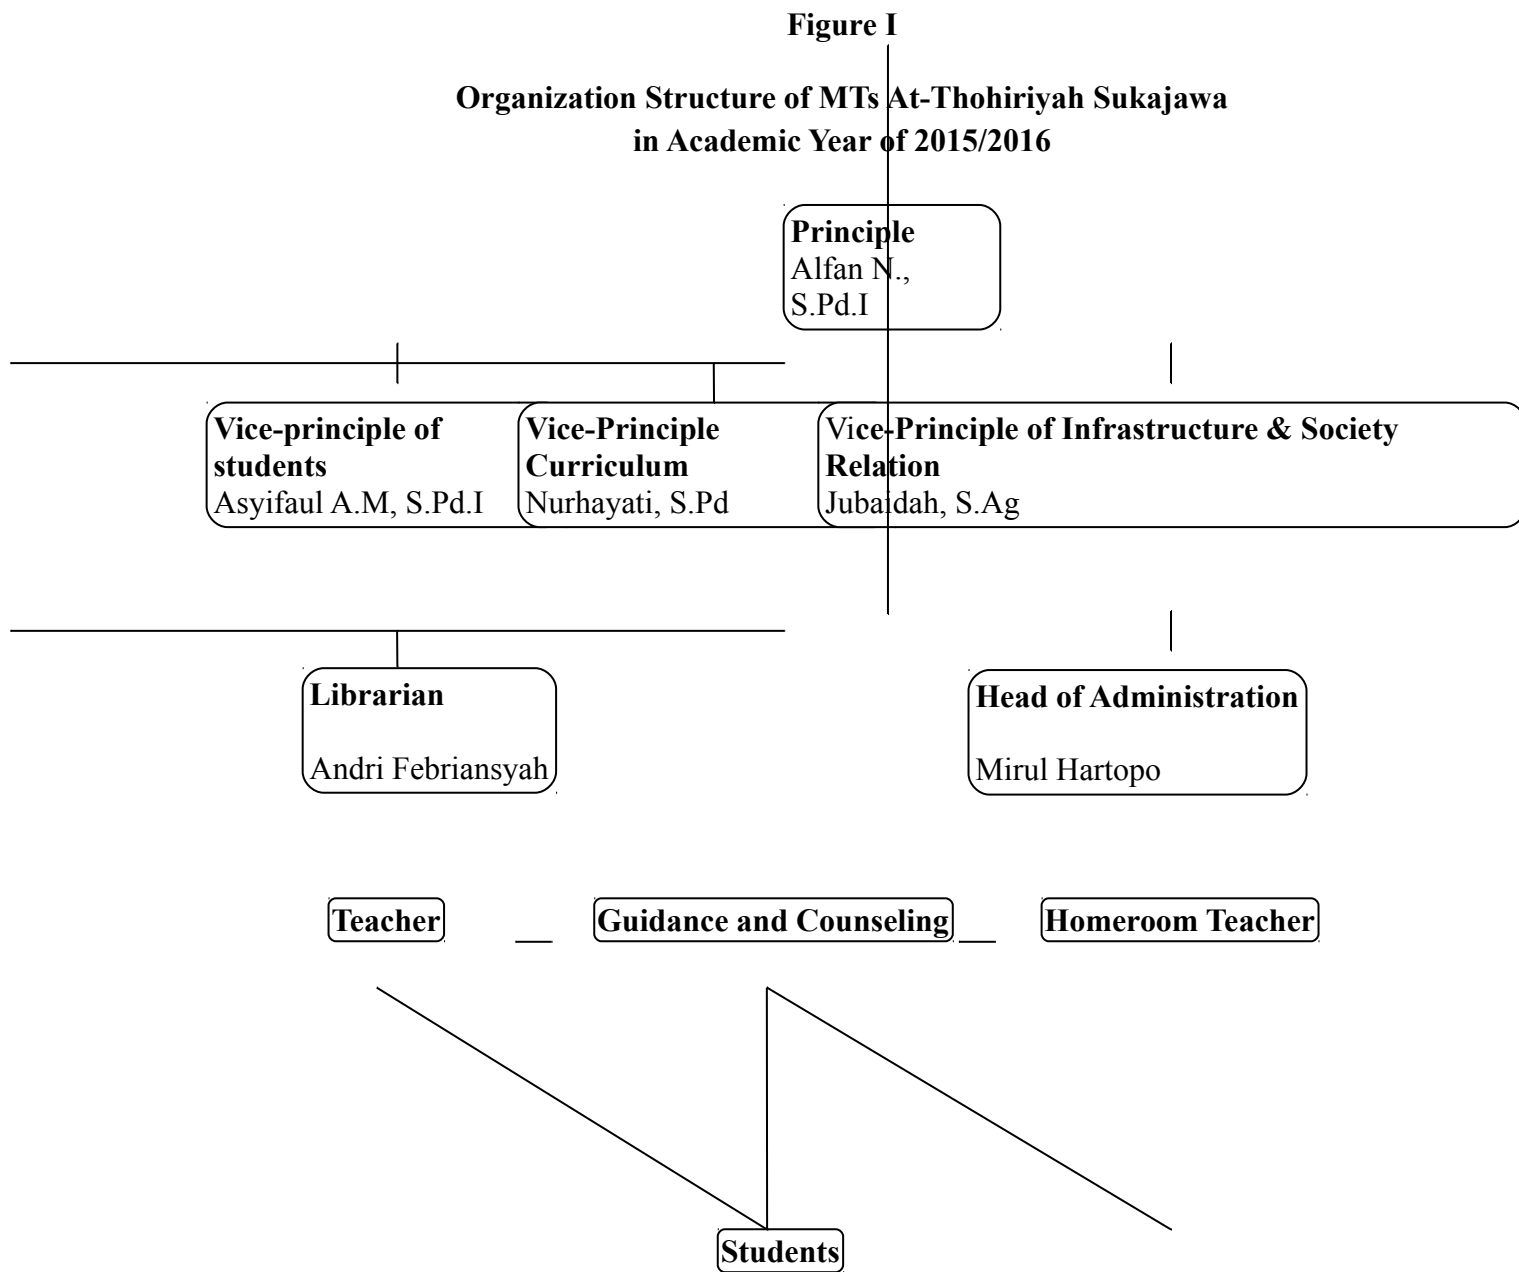 Figure I
Organization Structure of MTs At-Thohiriyah Sukajawa
in Academic Year of 2015/2016
Principle
Alfan N.,
S.Pd.I
Vice-principle of
students
Asyifaul A.M, S.Pd.I
Vice-Principle
Curriculum
Nurhayati, S.Pd
Vice-Principle of Infrastructure & Society
Relation
Jubaidah, S.Ag
Librarian
Andri Febriansyah
Head of Administration
Mirul Hartopo
Teacher
Guidance and Counseling
Homeroom Teacher
Students